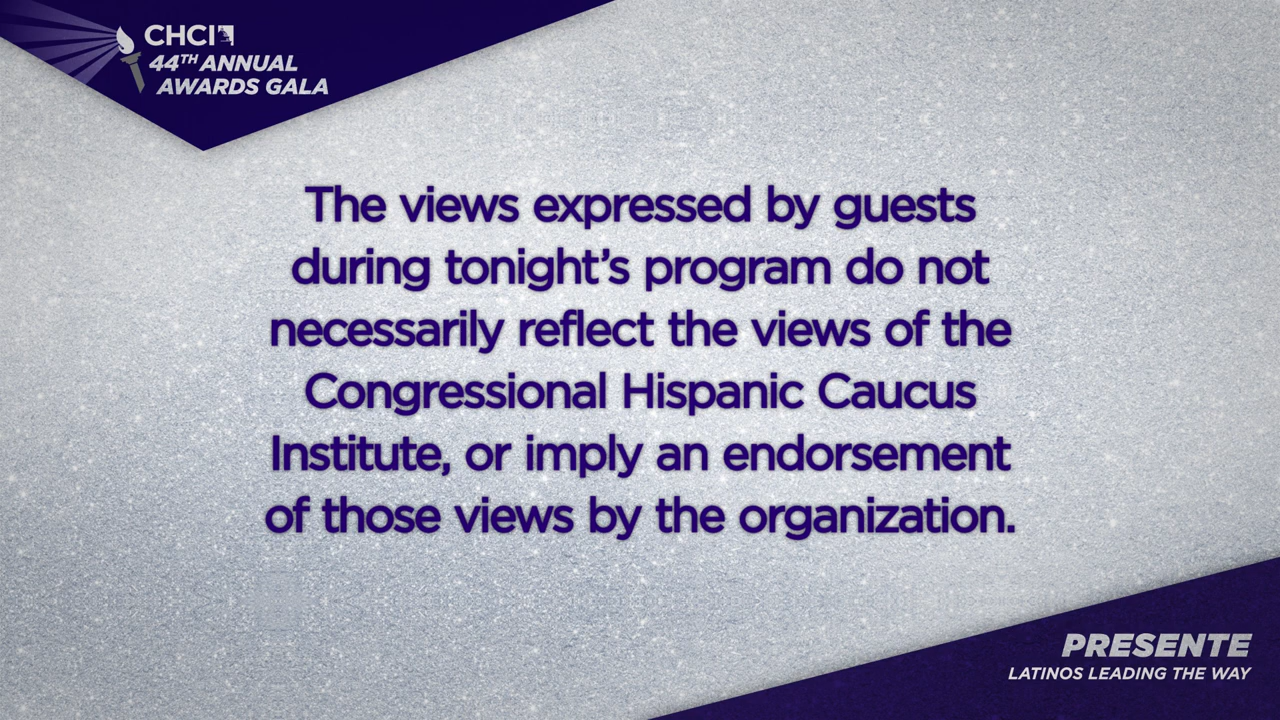 CHCI
44TH ANNUAL
AWARDS GALA
The views expressed by guests
during tonight’s program do not
necessarily reflect the views of the
Congressional Hispanic Caucus
Institute, or imply an endorsement
of those views by the organization.
PRESENTE
LATINOS LEADING THE WAY